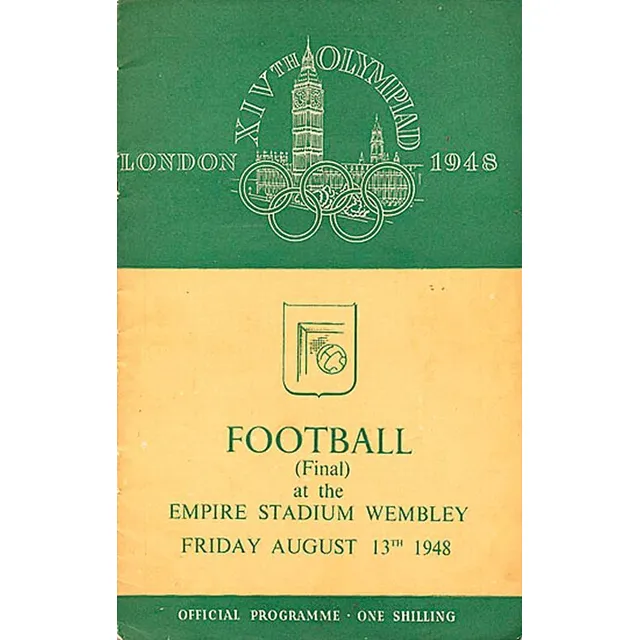 XIVTH OLYMPIAD
LONDON 1948
FOOTBALL
(Final)
at the
EMPIRE STADIUM WEMBLEY
FRIDAY AUGUST 13TH 1948
OFFICIAL PROGRAMME · ONE SHILLING